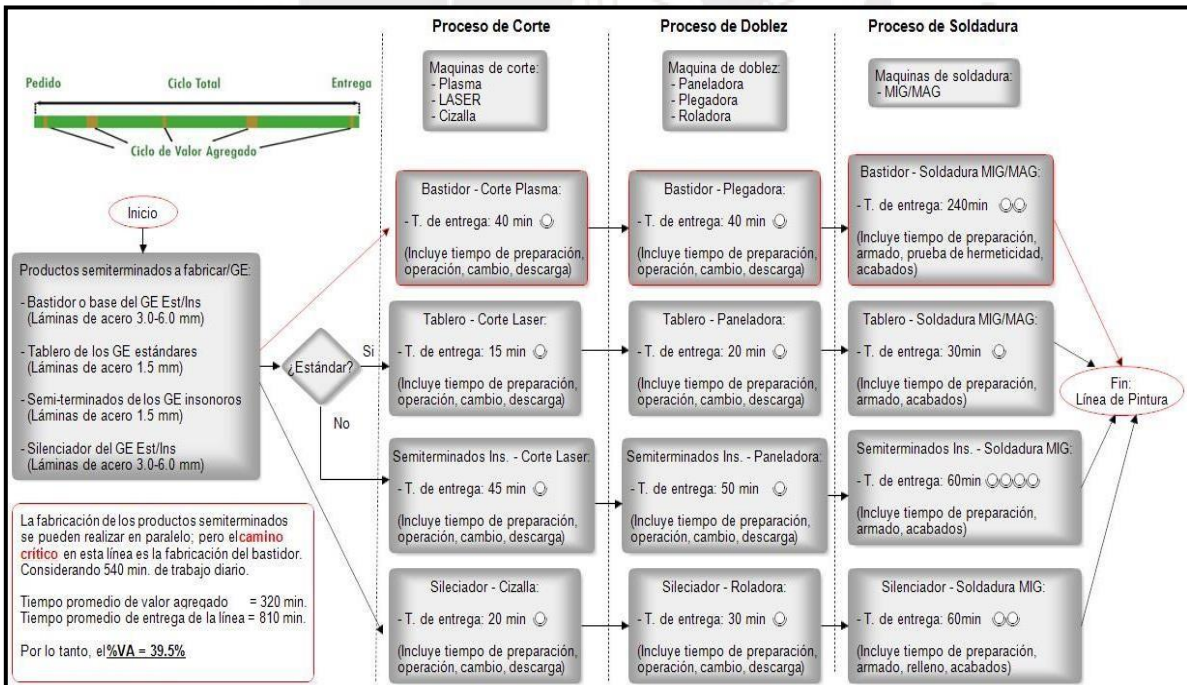 Proceso de Corte
Proceso de Doblez
Proceso de Soldadura
Pedido
Ciclo Total
Entrega
Ciclo de Valor Agregado
Maquinas de corte:
- Plasma
- LASER
- Cizalla
Maquina de doblez:
- Paneladora
- Plegadora
- Roladora
Maquinas de soldadura:
- MIG/MAG
Inicio
Productos semiterminados a fabricar/GE:
- Bastidor o base del GE Est/Ins
(Láminas de acero 3.0-6.0 mm)
- Tablero de los GE estándares
(Láminas de acero 1.5 mm)
- Semi-terminados de los GE insonoros
(Láminas de acero 1.5 mm)
- Silenciador del GE Est/Ins
(Láminas de acero 3.0-6.0 mm)
¿Estándar?
Si
No
Bastidor - Corte Plasma:
- T. de entrega: 40 min
(Incluye tiempo de preparación,
operación, cambio, descarga)
Bastidor - Plegadora:
- T. de entrega: 40 min
(Incluye tiempo de preparación,
operación, cambio, descarga)
Bastidor - Soldadura MIG/MAG:
- T. de entrega: 240min
(Incluye tiempo de preparación,
armado, prueba de hermeticidad,
acabados)
Tablero - Corte Laser:
- T. de entrega: 15 min
(Incluye tiempo de preparación,
operación, cambio, descarga)
Tablero - Paneladora:
- T. de entrega: 20 min
(Incluye tiempo de preparación,
operación, cambio, descarga)
Tablero - Soldadura MIG/MAG:
- T. de entrega: 30min
(Incluye tiempo de preparación,
armado, acabados)
Semiterminados Ins. - Corte Laser:
- T. de entrega: 45 min
(Incluye tiempo de preparación,
operación, cambio, descarga)
Semiterminados Ins. - Paneladora:
- T. de entrega: 50 min
(Incluye tiempo de preparación,
operación, cambio, descarga)
Semiterminados Ins. - Soldadura MIG:
- T. de entrega: 60min
(Incluye tiempo de preparación,
armado, acabados)
Sileciador - Cizalla:
- T. de entrega: 20 min
(Incluye tiempo de preparación,
operación, cambio, descarga)
Sileciador - Roladora:
- T. de entrega: 30 min
(Incluye tiempo de preparación,
operación, cambio, descarga)
Silenciador - Soldadura MIG:
- T. de entrega: 60min
(Incluye tiempo de preparación,
armado, relleno, acabados)
Fin:
Línea de Pintura
La fabricación de los productos semiterminados
se pueden realizar en paralelo; pero el camino
crítico en esta línea es la fabricación del bastidor.
Considerando 540 min. de trabajo diario.
Tiempo promedio de valor agregado = 320 min.
Tiempo promedio de entrega de la línea = 810 min.
Por lo tanto, el %VA = 39.5%